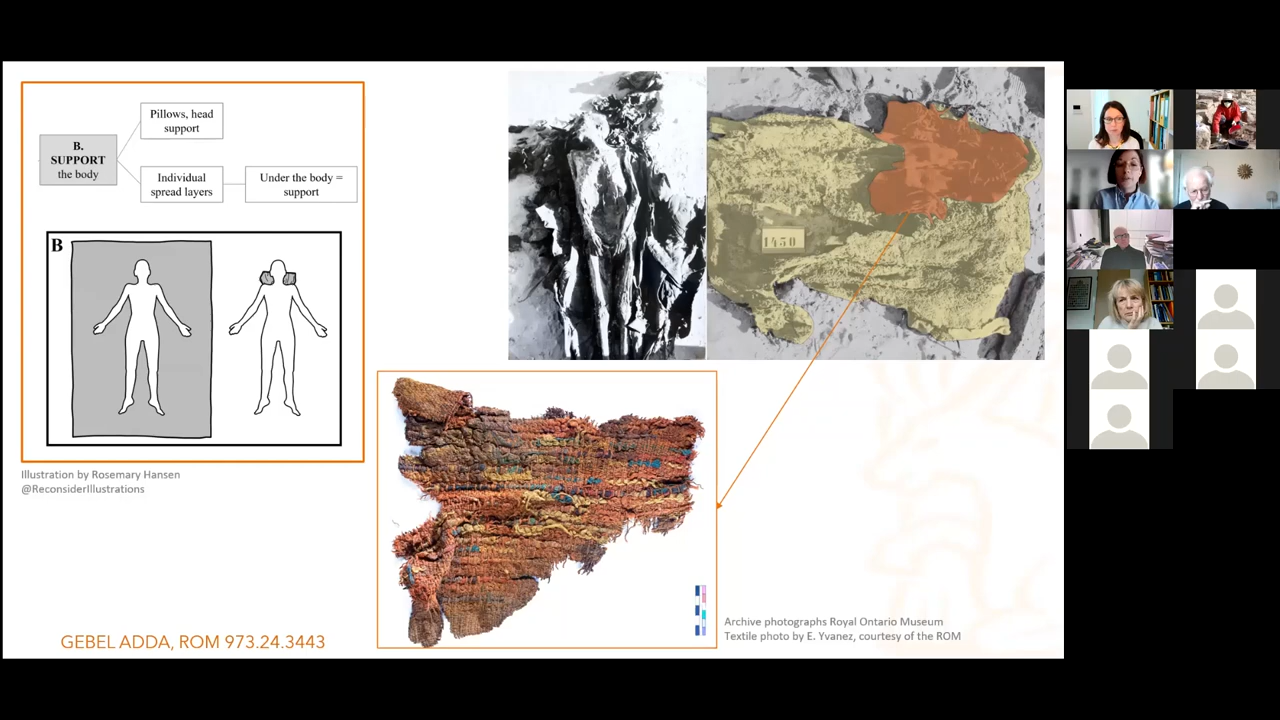 B.
SUPPORT
the body
Pillows, head
support
Individual
spread layers
Under the body =
support
B
Illustration by Rosemary Hansen
@ReconsiderIllustrations
1450
Archive photographs Royal Ontario Museum
Textile photo by E. Yvanez, courtesy of the ROM
GEBEL ADDA, ROM 973.24.3443